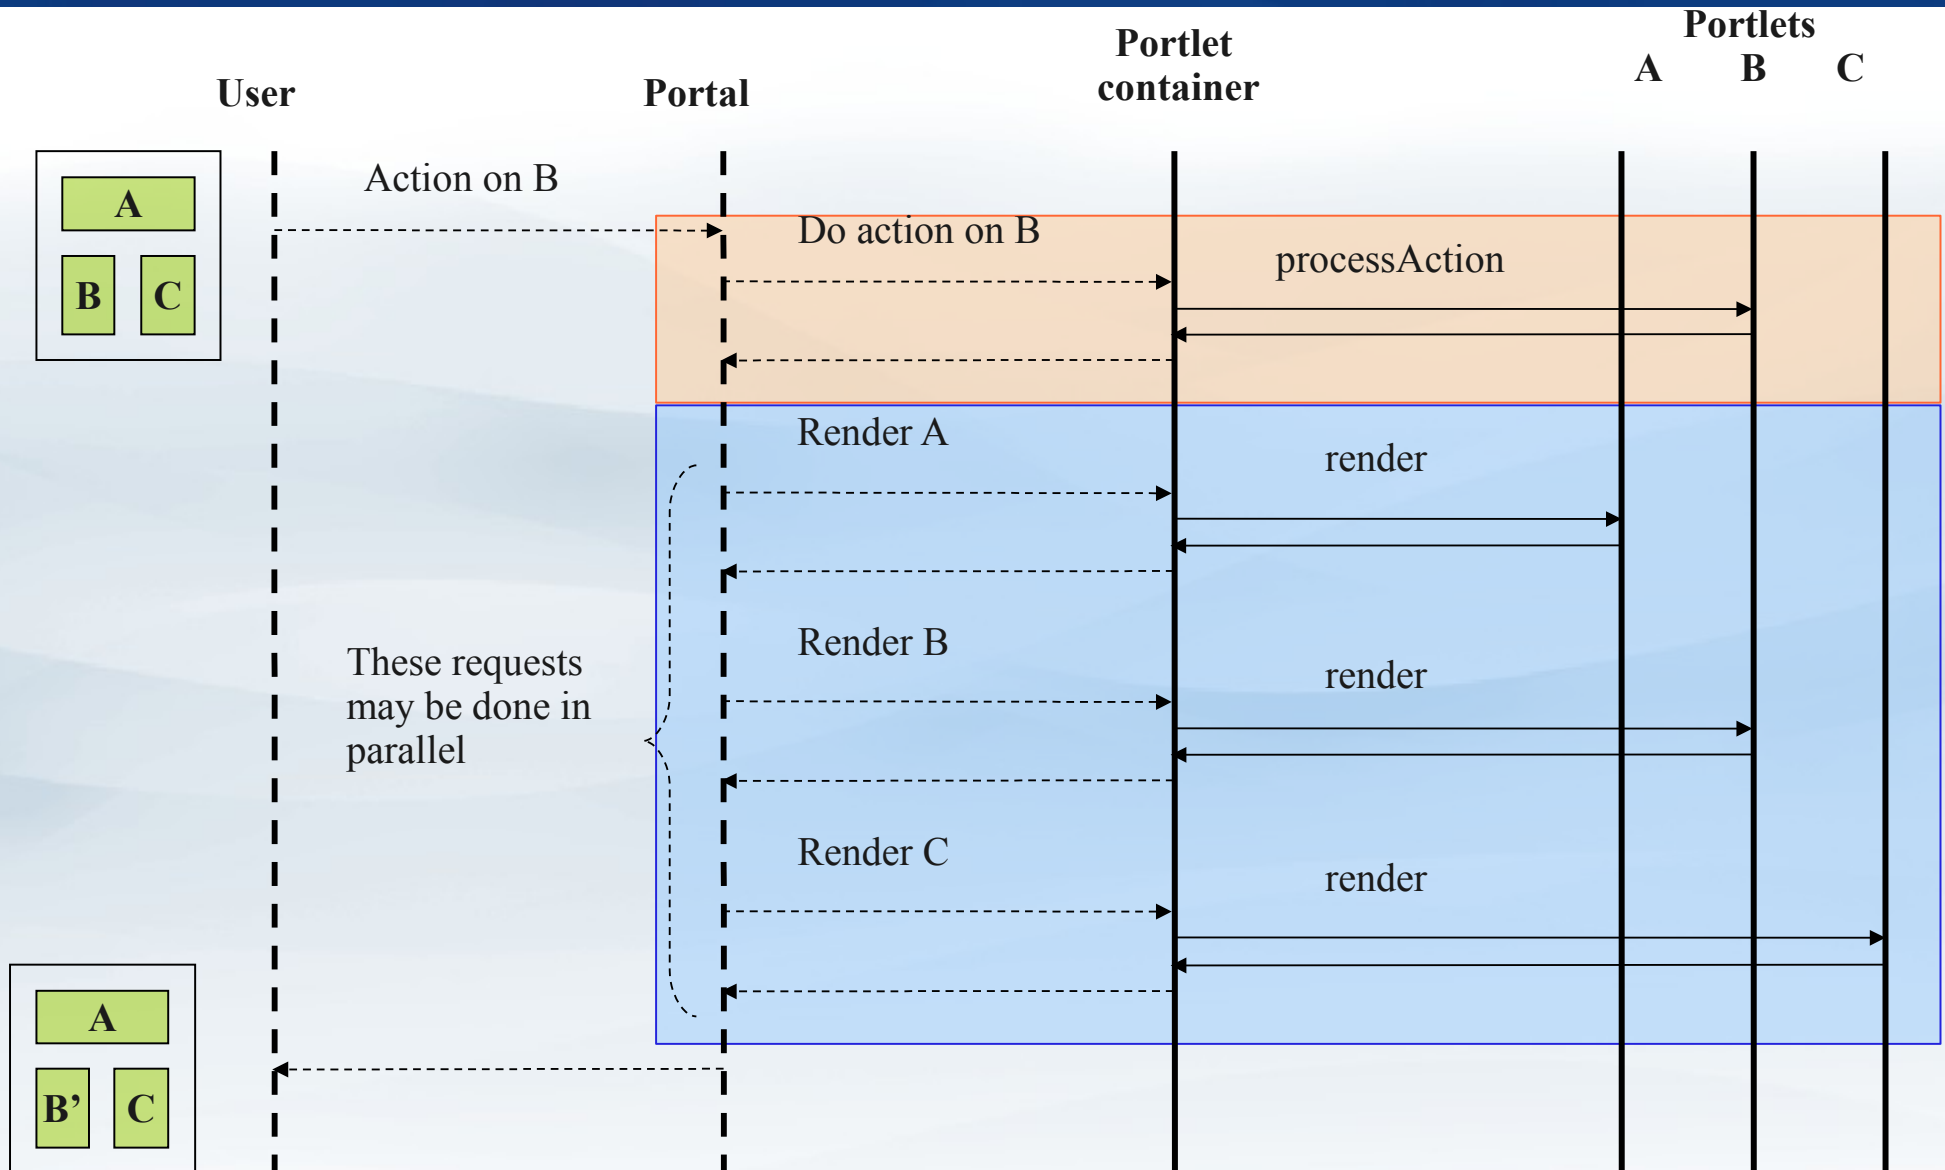 Portlets
A B C
Portlet
container
User
Portal
Action on B
A
B C
Do action on B
processAction
Render A
render
Render B
render
These requests
may be done in
parallel
Render C
render
A
B’ C